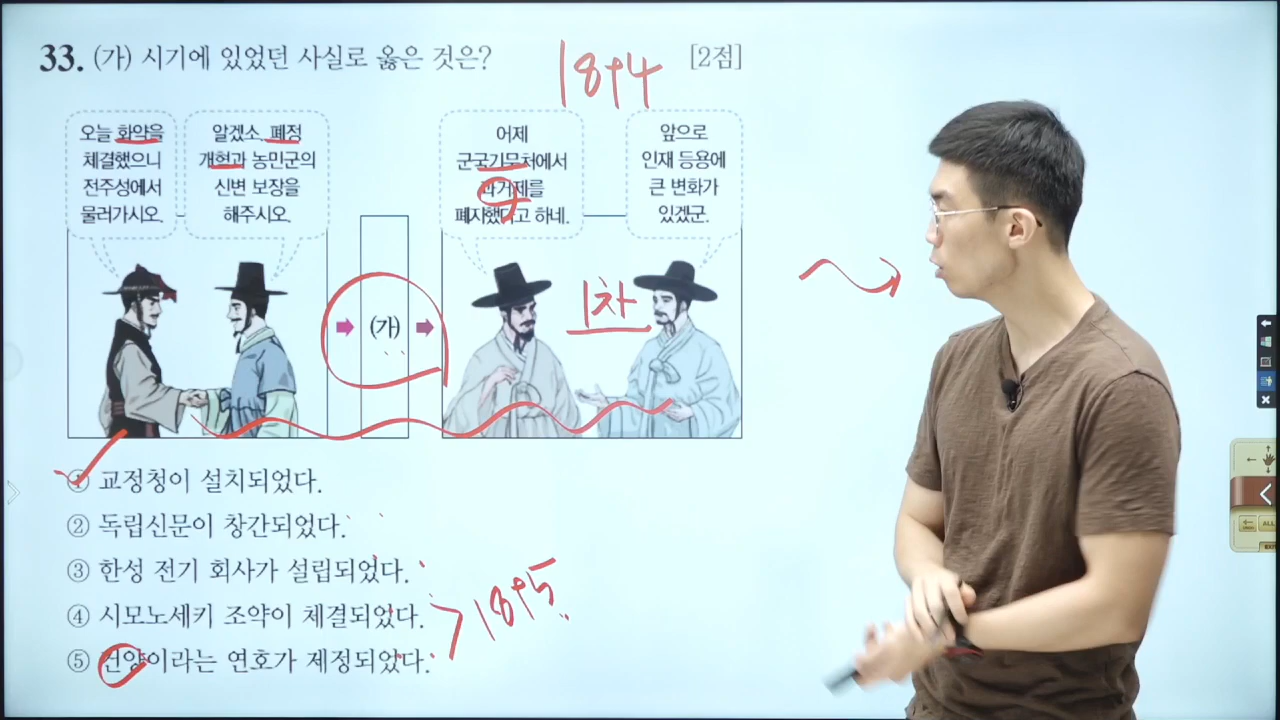 33. (가) 시기에 있었던 사실로 옳은 것은? [2점]
1894
오늘 화약을
체결했으니
전주성에서
물러가시오.
알겠소. 폐정
개혁과 농민군의
신변 보장을
해주시오.
어제
군국기무처에서
과거제를
폐지했다고 하네.
앞으로
인재 등용에
큰 변화가
있겠군.
(가)
1차
① 교정청이 설치되었다.
② 독립신문이 창간되었다.
③ 한성 전기 회사가 설립되었다.
④ 시모노세키 조약이 체결되었다.
⑤ 건양이라는 연호가 제정되었다.
1895